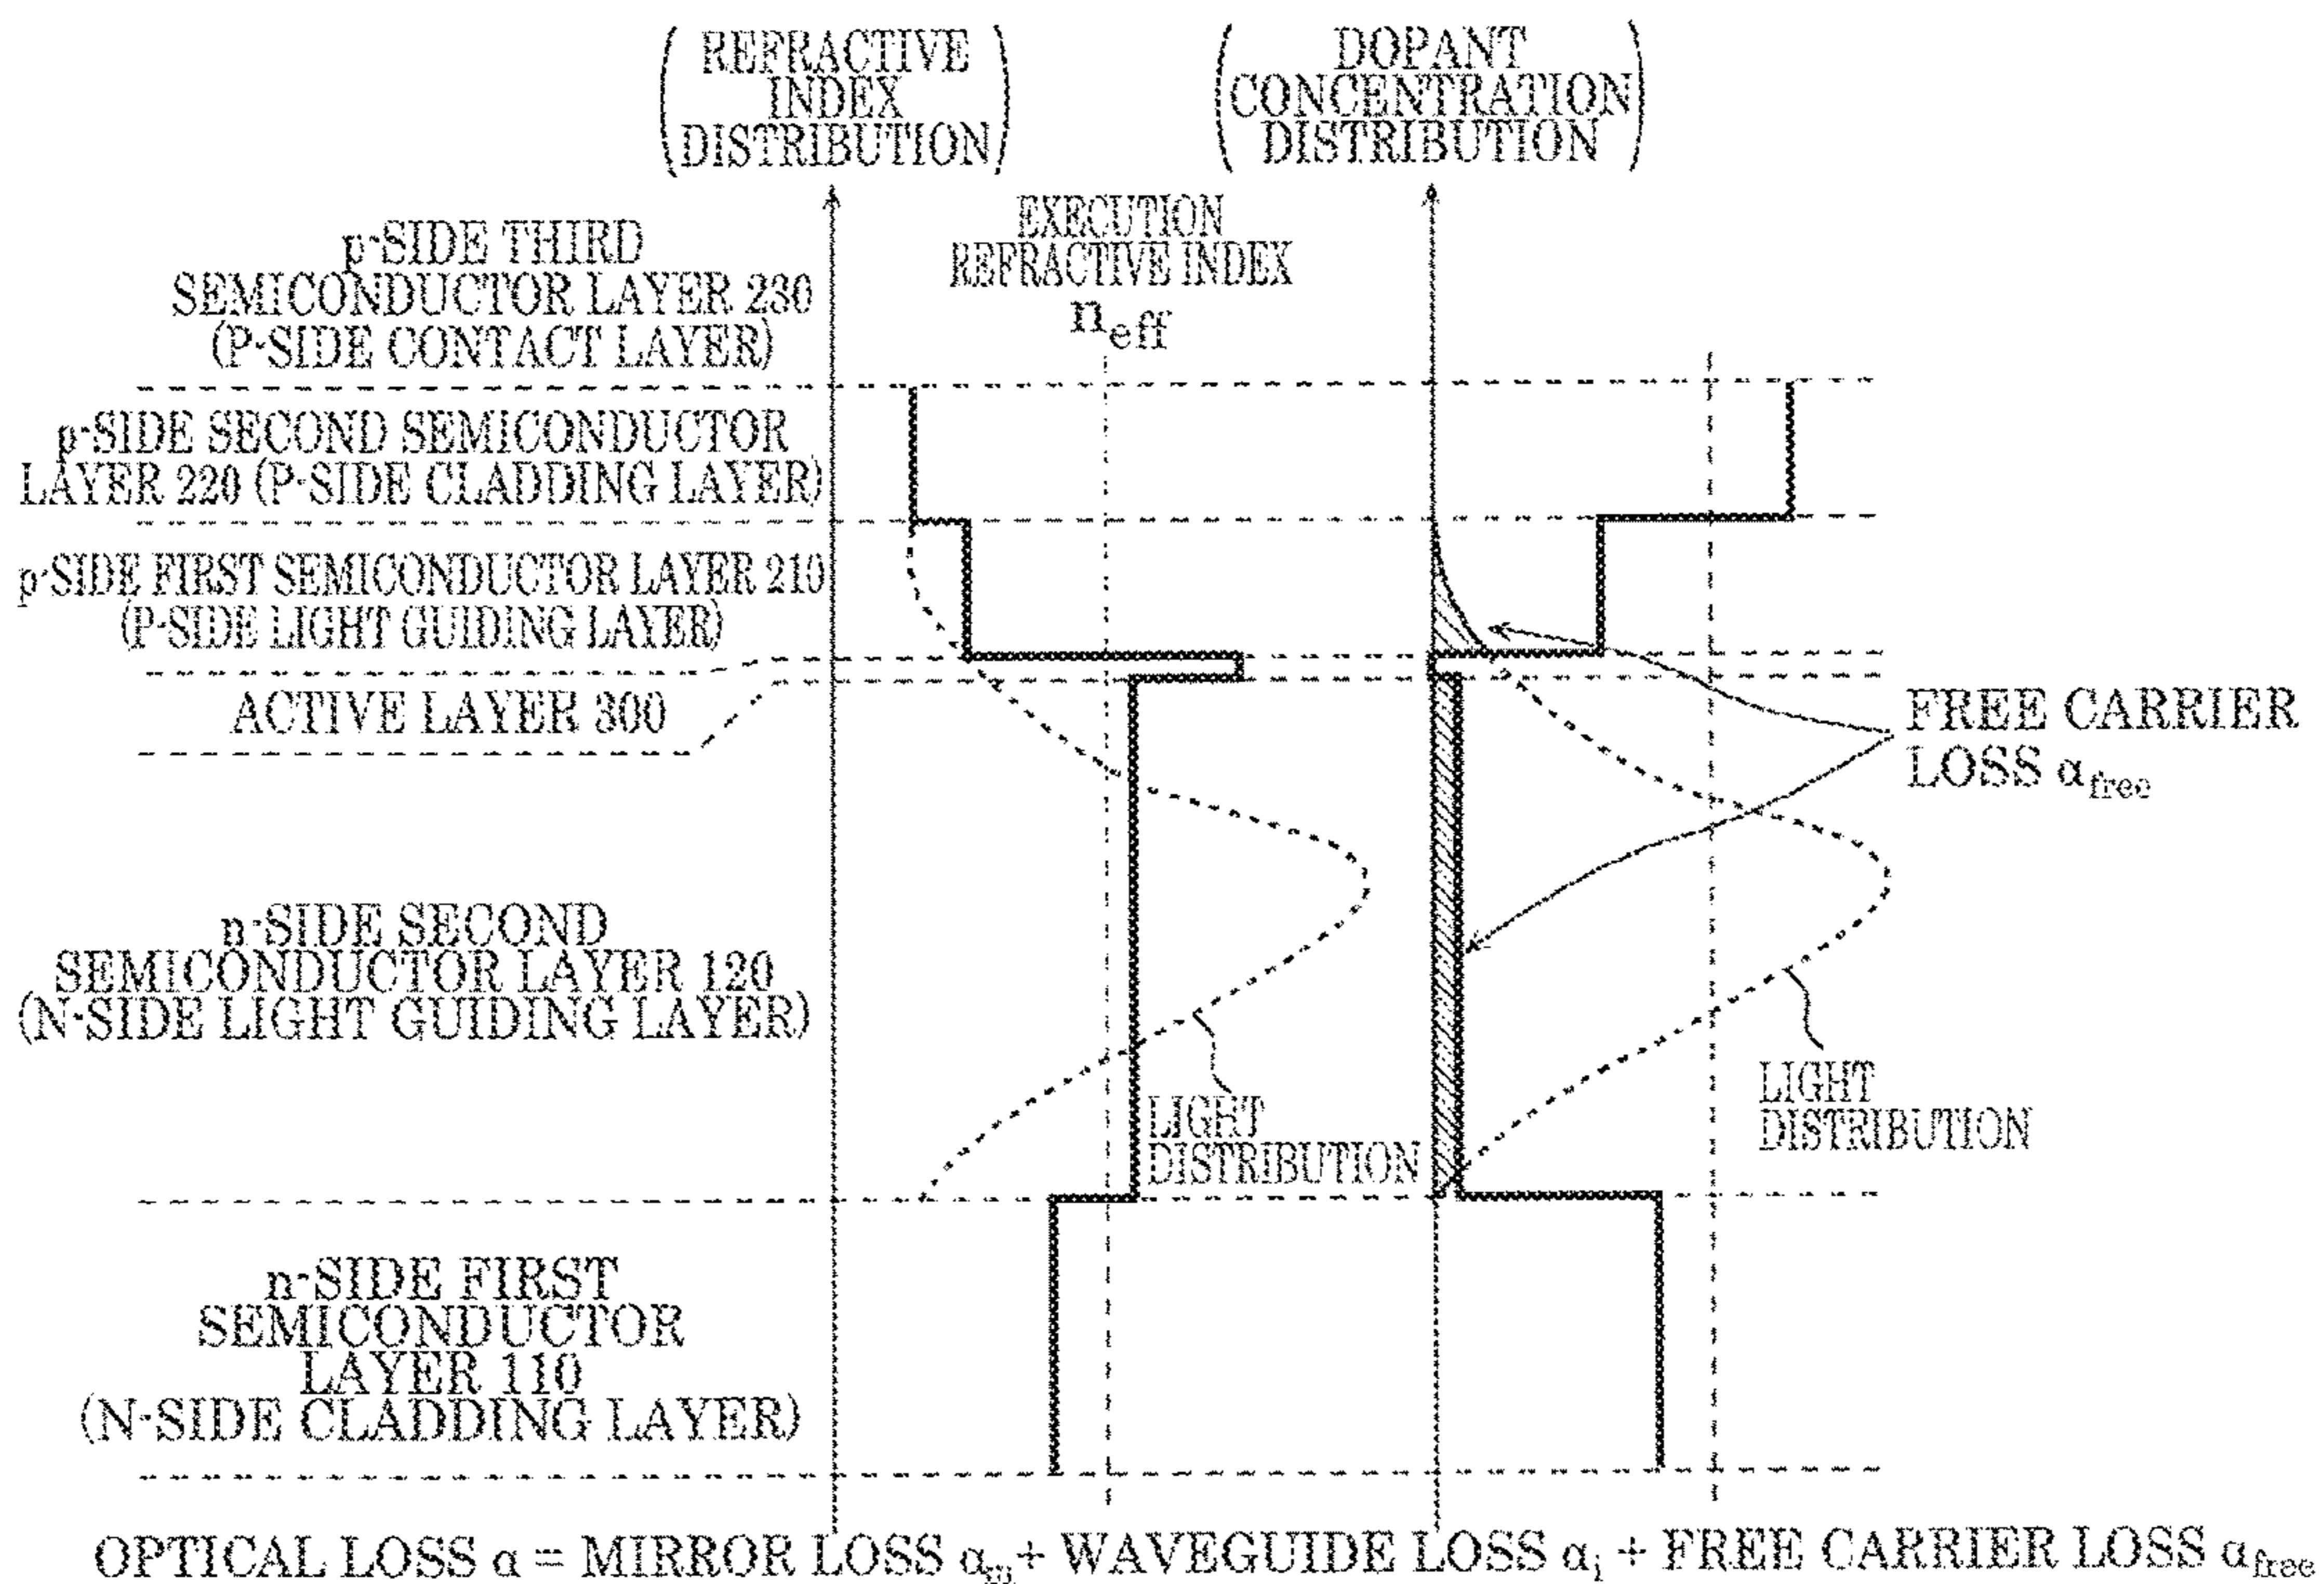 REFRACTIVE
INDEX
DISTRIBUTION
DOPANT
CONCENTRATION
DISTRIBUTION
EXECUTION
REFRACTIVE INDEX
n_eff
p-SIDE THIRD
SEMICONDUCTOR LAYER 230
(P-SIDE CONTACT LAYER)
p-SIDE SECOND SEMICONDUCTOR
LAYER 220 (P-SIDE CLADDING LAYER)
p-SIDE FIRST SEMICONDUCTOR LAYER 210
(P-SIDE LIGHT GUIDING LAYER)
ACTIVE LAYER 300
FREE CARRIER
LOSS α_free
n-SIDE SECOND
SEMICONDUCTOR LAYER 120
(N-SIDE LIGHT GUIDING LAYER)
LIGHT
DISTRIBUTION
LIGHT
DISTRIBUTION
n-SIDE FIRST
SEMICONDUCTOR
LAYER 110
(N-SIDE CLADDING LAYER)
OPTICAL LOSS α = MIRROR LOSS α_m + WAVEGUIDE LOSS α_i + FREE CARRIER LOSS α_free